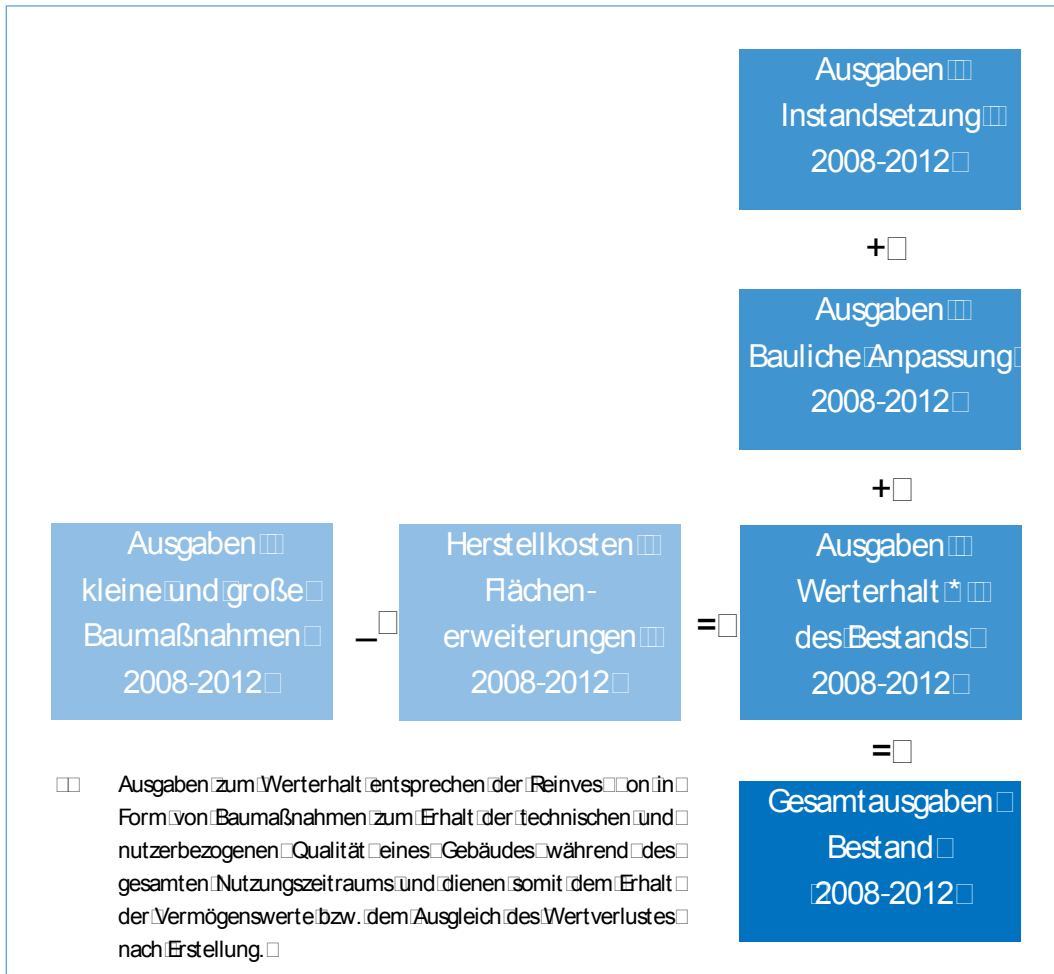 Ausgaben
Instandsetzung
2008-2012
+
Ausgaben
Bauliche Anpassung
2008-2012
+
Ausgaben
kleine und große
Baumaßnahmen
2008-2012
–
Herstellkosten
Flächen-
erweiterungen
2008-2012
=
Ausgaben
Werterhalt *
des Bestands
2008-2012
=
Gesamtausgaben
Bestand
2008-2012
Ausgaben zum Werterhalt entsprechen der in
Form von Baumaßnahmen zum Erhalt der technischen und
nutzerbezogenen Qualität eines Gebäudes während des
gesamten Nutzungszeitraums und dienen somit dem Erhalt
der Vermögenswerte bzw. dem Ausgleich des Wertverlustes
nach Erstellung.